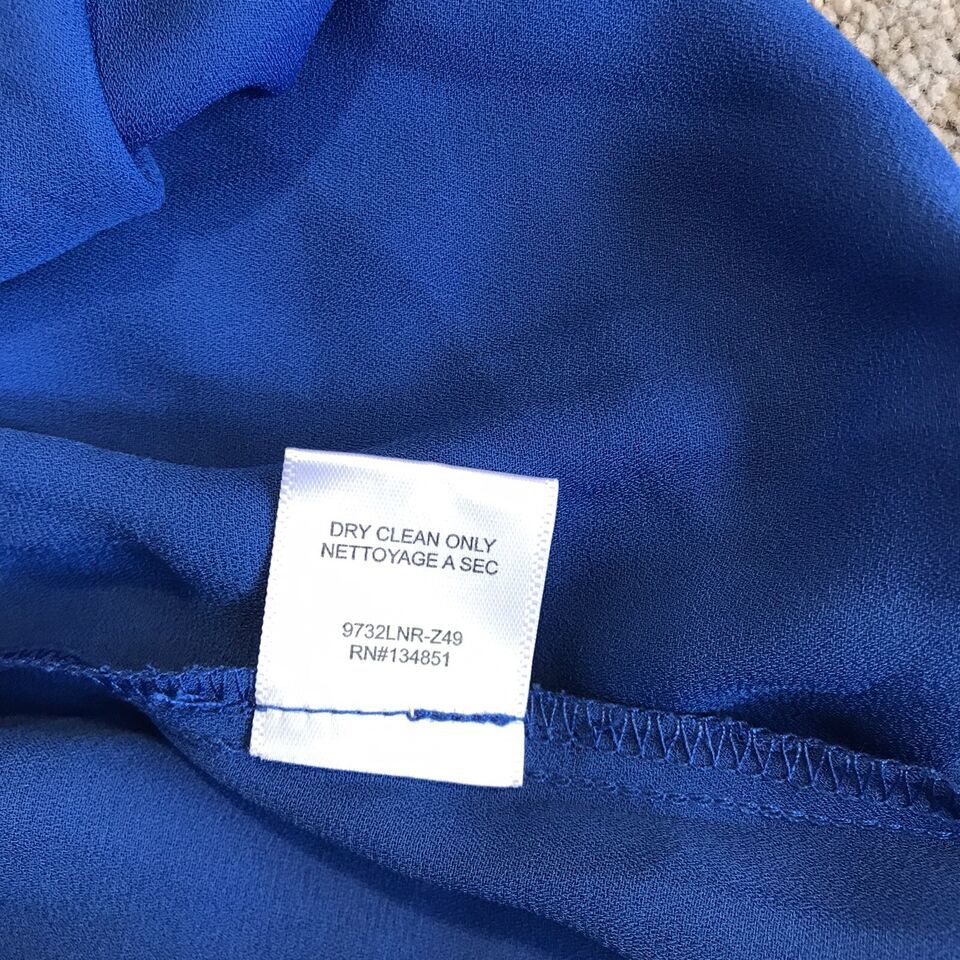 DRY CLEAN ONLY
NETTOYAGE A SEC
9732LNR-Z49
RN#134851